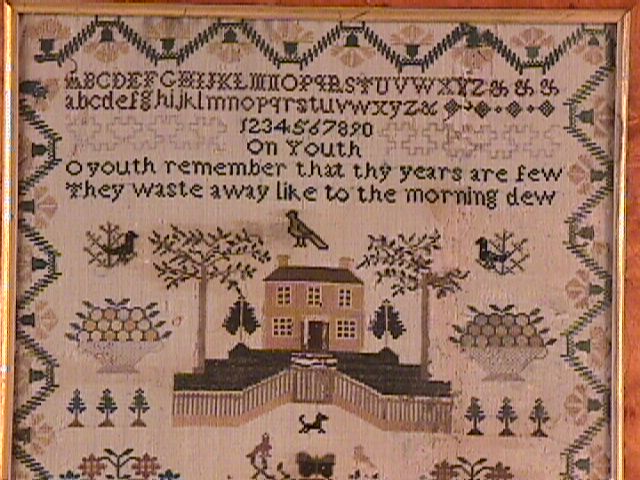 ABCDEFGHIJKLMNOPQRSTUVWXYZ & & &
abcdefghijklmnopqrstuvwxyz&
1234567890
On Youth
O youth remember that thy years are few
They waste away like to the morning dew